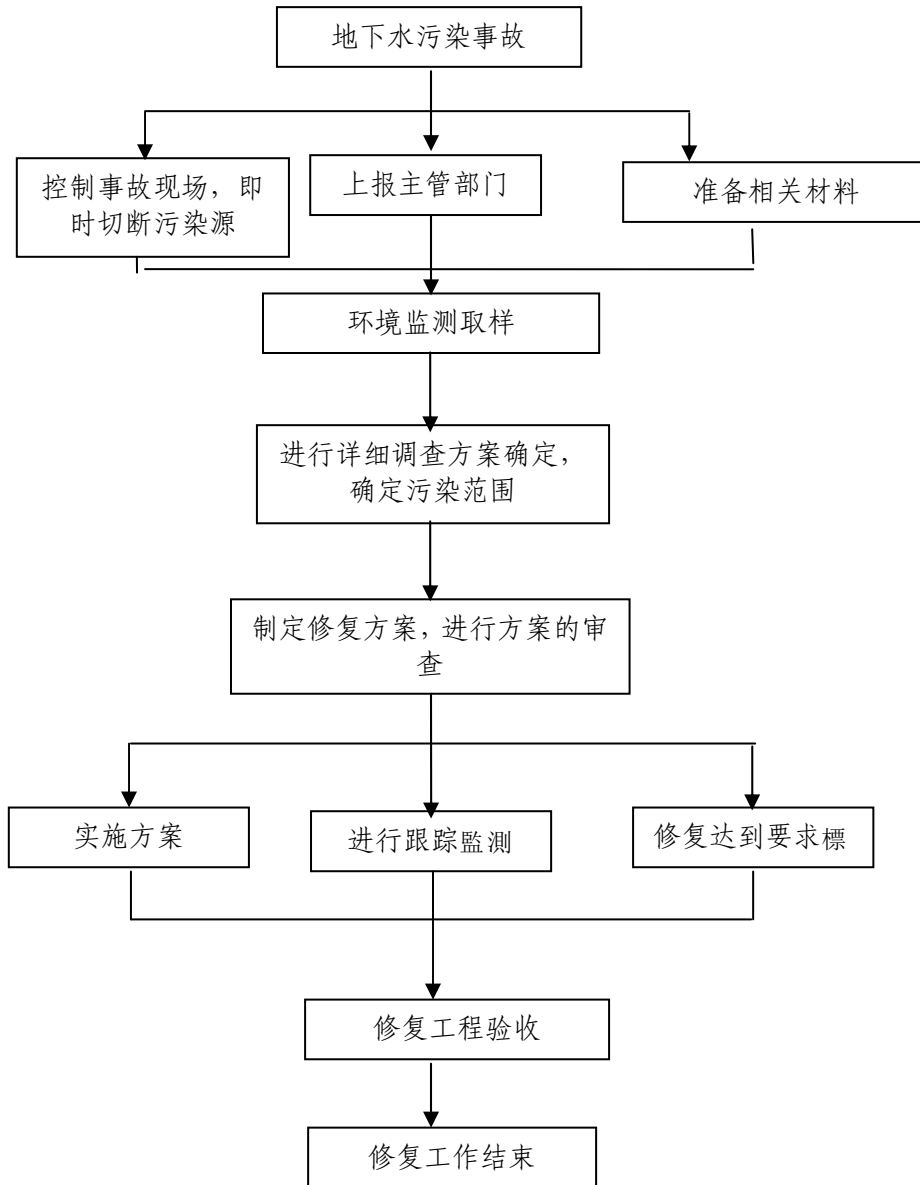 地下水污染事故
控制事故现场，即
时切断污染源
上报主管部门
准备相关材料
环境监测取样
进行详细调查方案确定，
确定污染范围
制定修复方案，进行方案的审
查
实施方案
进行跟踪監測
修复达到要求標
修复工程验收
修复工作结束